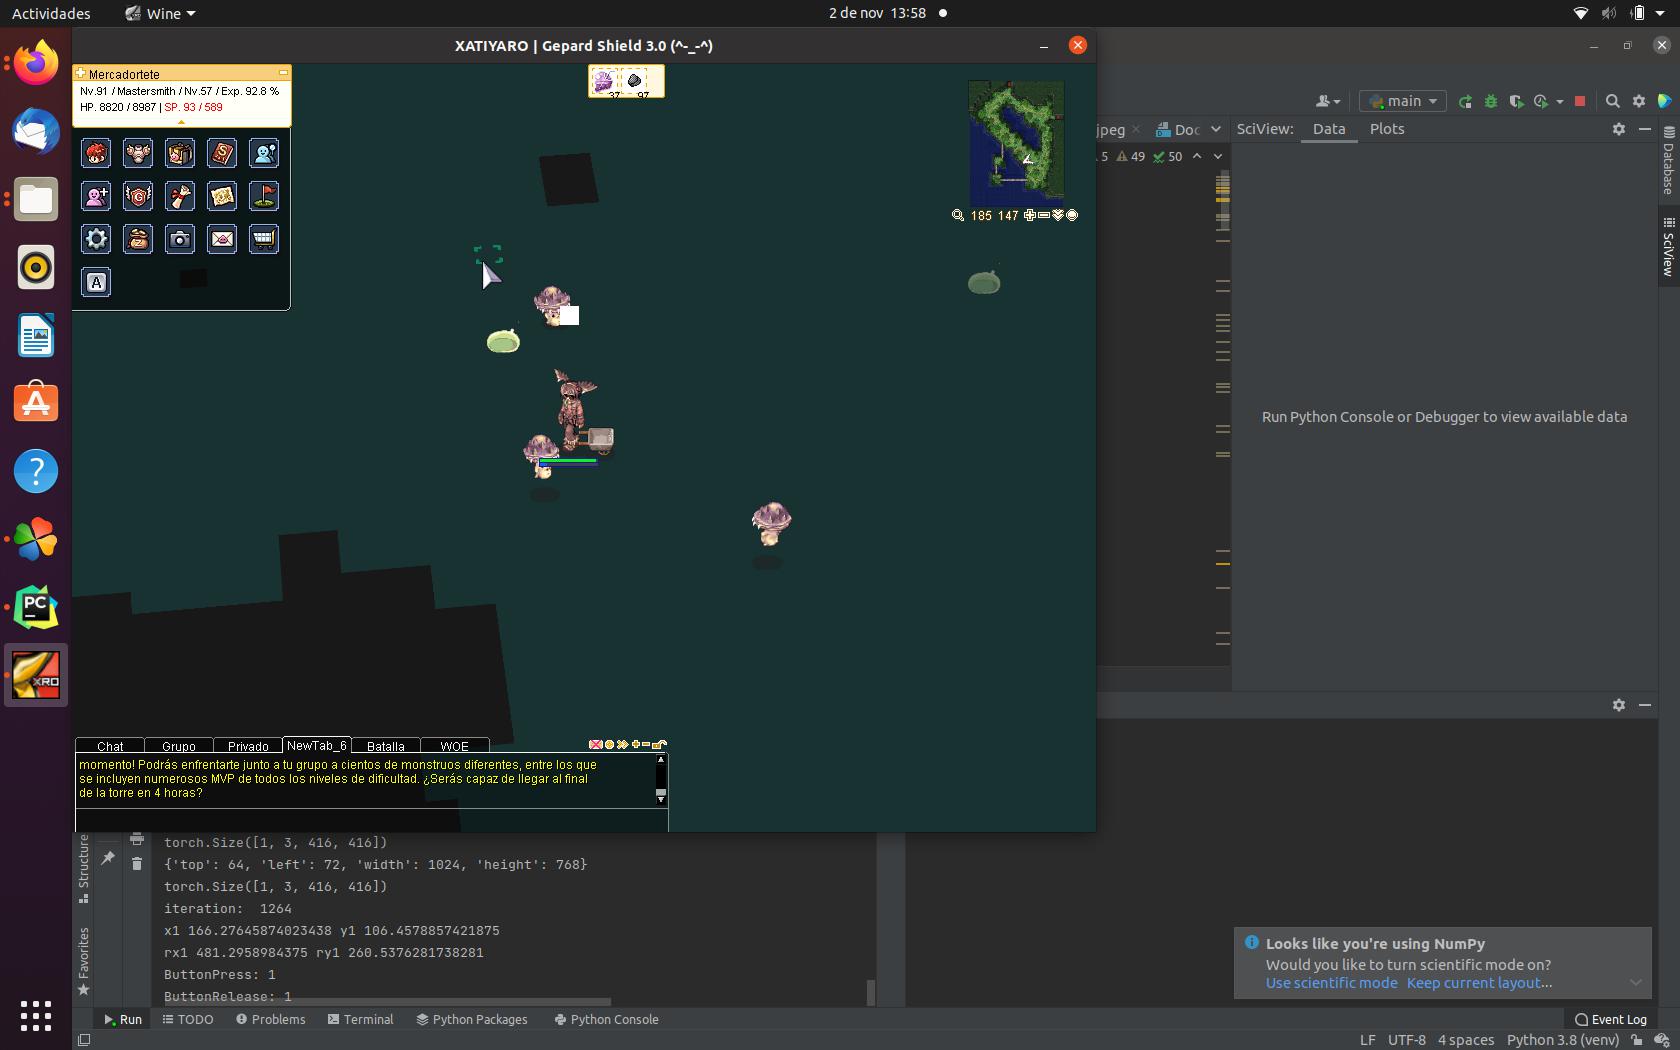 Actividades
Wine
2 de nov 13:58
XATIYARO | Gepard Shield 3.0 (^-_-^)
Mercadortete
Nv.91 / Mastersmith / Nv.57 / Exp. 92.8 %
HP. 8820 / 8987 | SP. 93 / 589
37 97
185 147
S
G
A
PC
XRO
main
jpeg
Doc
SciView: Data Plots
5 49 50
Database
SciView
Run Python Console or Debugger to view available data
Chat Grupo Privado NewTab_6 Batalla WOE
momento! Podrás enfrentarte junto a tu grupo a cientos de monstruos diferentes, entre los que
se incluyen numerosos MVP de todos los niveles de dificultad. ¿Serás capaz de llegar al final
de la torre en 4 horas?
Structure
Favorites
torch.Size([1, 3, 416, 416])
{'top': 64, 'left': 72, 'width': 1024, 'height': 768}
torch.Size([1, 3, 416, 416])
iteration:  1264
x1 166.27645874023438 y1 106.4578857421875
rx1 481.2958984375 ry1 260.5376281738281
ButtonPress: 1
ButtonRelease: 1
Looks like you're using NumPy
Would you like to turn scientific mode on?
Use scientific mode Keep current layout...
Run TODO Problems Terminal Python Packages Python Console
Event Log
LF UTF-8 4 spaces Python 3.8 (venv)